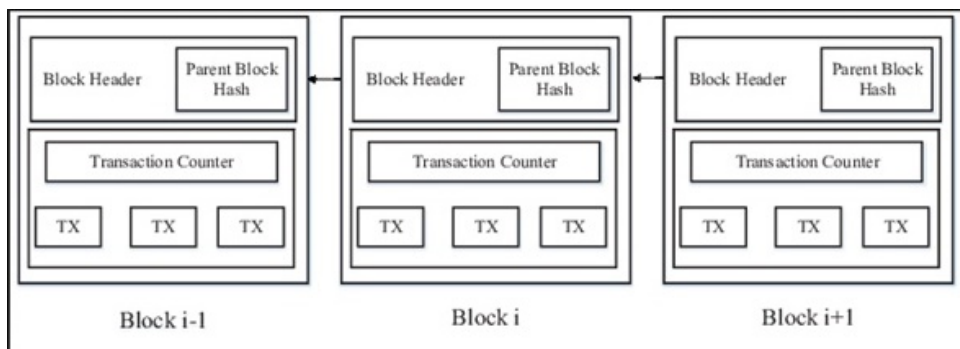 Block Header
Parent Block
Hash
Block Header
Parent Block
Hash
Block Header
Parent Block
Hash
Transaction Counter
Transaction Counter
Transaction Counter
TX TX TX
TX TX TX
TX TX TX
Block i-1
Block i
Block i+1